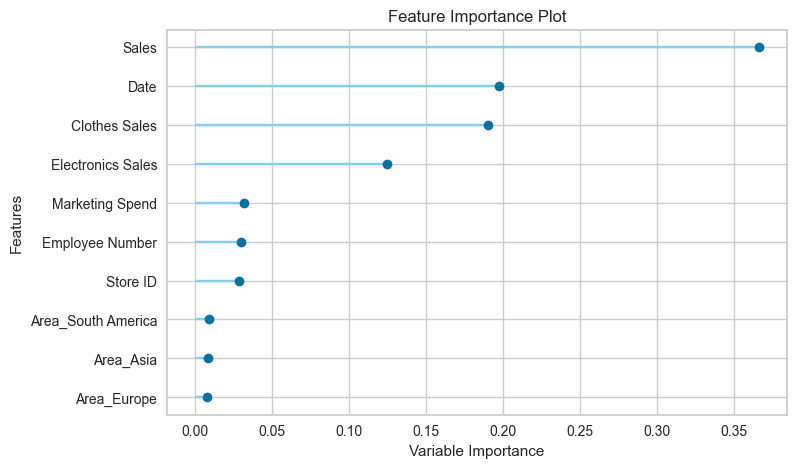 Feature Importance Plot
Sales
Date
Clothes Sales
Electronics Sales
Marketing Spend
Employee Number
Store ID
Area_South America
Area_Asia
Area_Europe
Features
0.00 0.05 0.10 0.15 0.20 0.25 0.30 0.35
Variable Importance